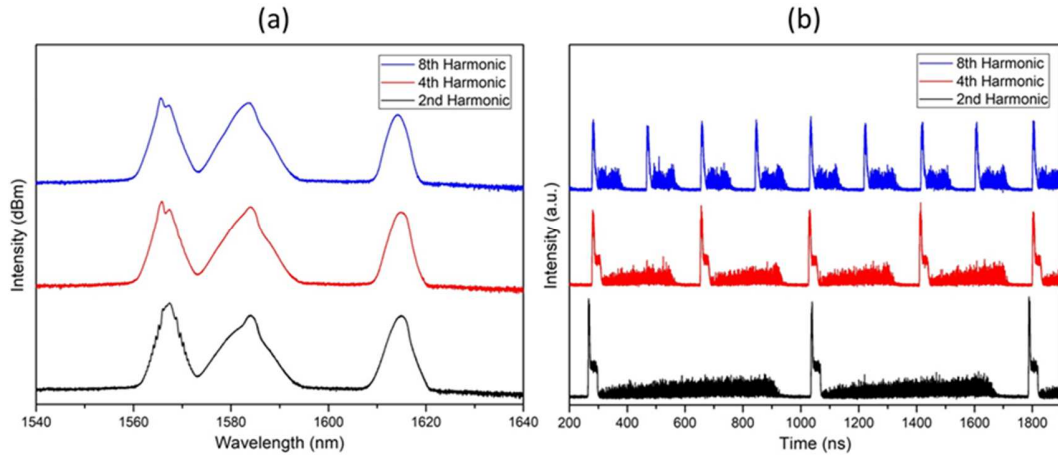 (a)
(b)
8th Harmonic
4th Harmonic
2nd Harmonic
Intensity (dBm)
1540 1560 1580 1600 1620 1640
Wavelength (nm)
8th Harmonic
4th Harmonic
2nd Harmonic
Intensity (a.u.)
200 400 600 800 1000 1200 1400 1600 1800
Time (ns)